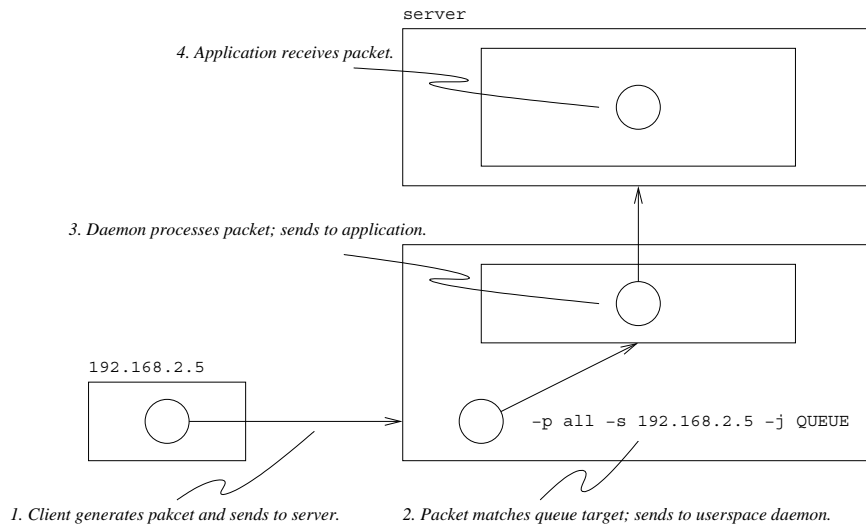 server
4. Application receives packet.
3. Daemon processes packet; sends to application.
192.168.2.5
-p all -s 192.168.2.5 -j QUEUE
1. Client generates pakcet and sends to server.
2. Packet matches queue target; sends to userspace daemon.